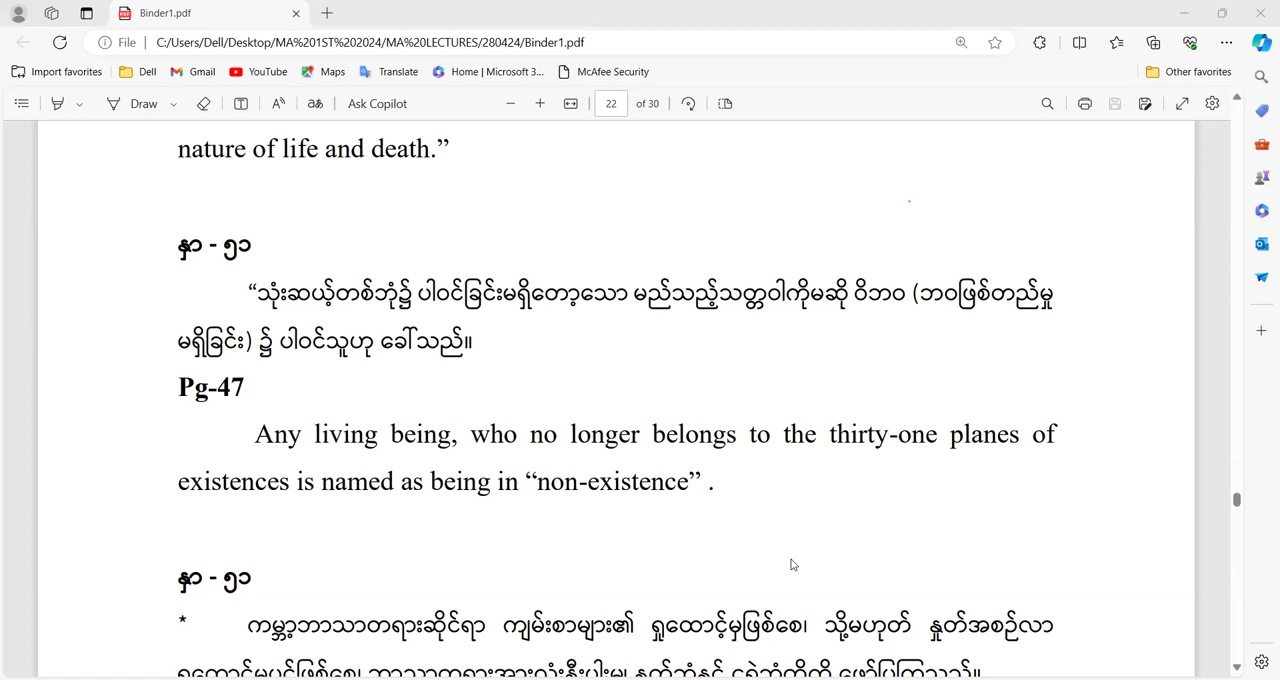 Binder1.pdf
File
C:/Users/Dell/Desktop/MA%201ST%202024/MA%20LECTURES/280424/Binder1.pdf
Import favorites Dell Gmail YouTube Maps Translate Home | Microsoft 3... McAfee Security Other favorites
Draw Ask Copilot 22 of 30
nature of life and death.”
နှာ - ၅၁
“သုံးဆယ့်တစ်ဘုံ၌ ပါဝင်ခြင်းမရှိတော့သော မည်သည့်သတ္တဝါကိုမဆို ဝိဘဝ (ဘဝဖြစ်တည်မှု
မရှိခြင်း) ၌ ပါဝင်သူဟု ခေါ်သည်။
Pg-47
Any living being, who no longer belongs to the thirty-one planes of
existences is named as being in “non-existence” .
နှာ - ၅၁
* ကမ္ဘာ့ဘာသာတရားဆိုင်ရာ ကျမ်းစာများ၏ ရှုထောင့်မှဖြစ်စေ၊ သို့မဟုတ် နှုတ်အစဉ်လာ